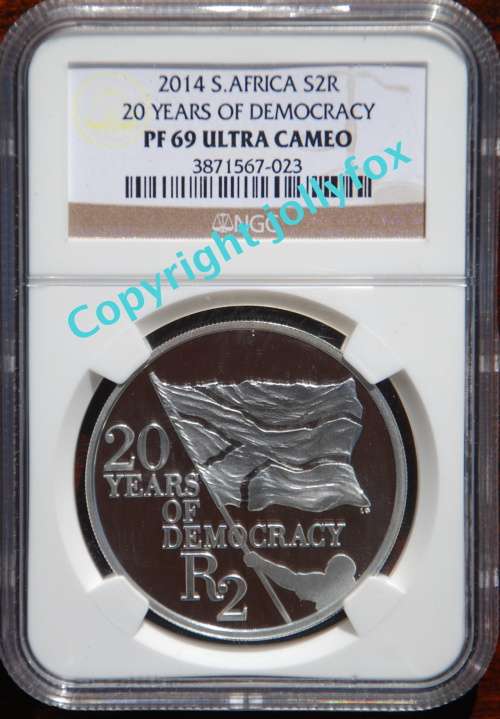 2014 S.AFRICA S2R
20 YEARS OF DEMOCRACY
PF 69 ULTRA CAMEO
3871567-023
NGC
Copyright jollyfox
20
YEARS
OF
DEMOCRACY
R2